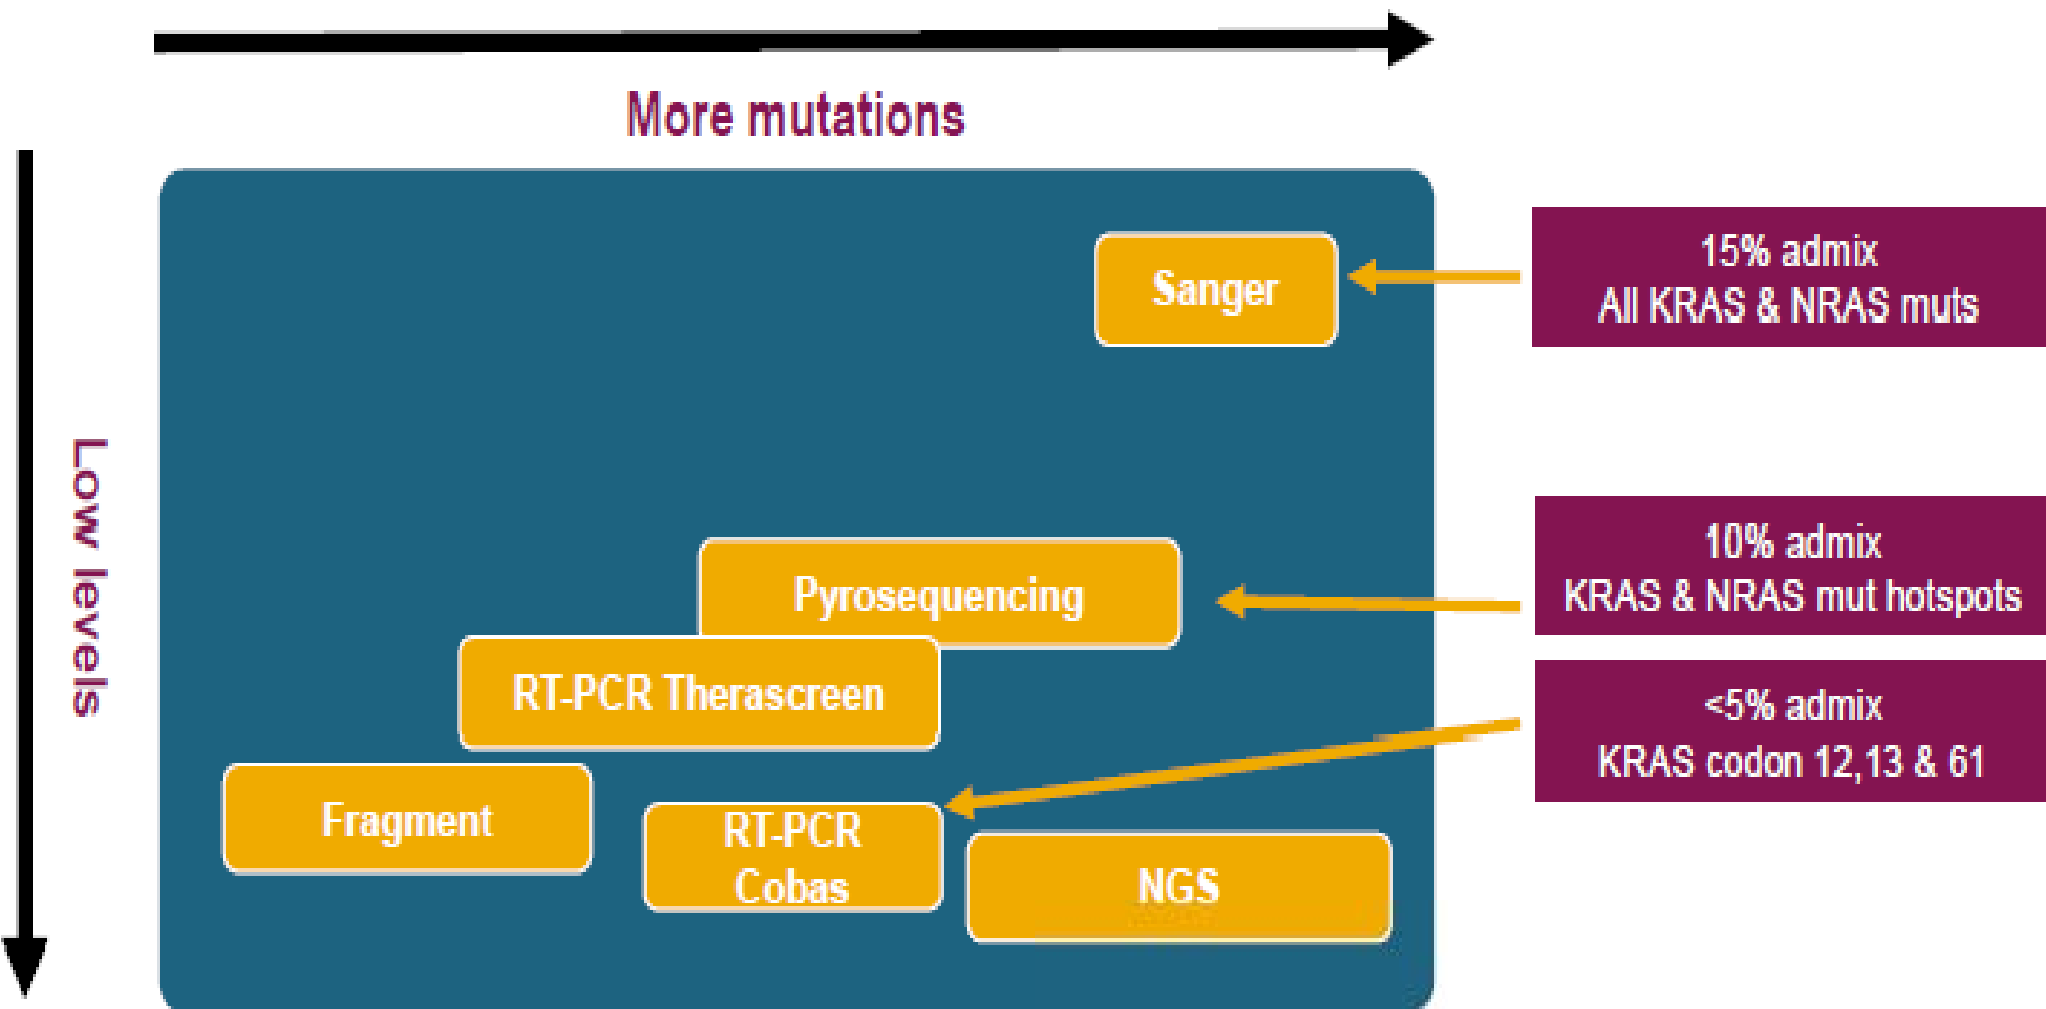 More mutations
Low levels
Sanger
15% admix
All KRAS & NRAS muts
Pyrosequencing
10% admix
KRAS & NRAS mut hotspots
RT-PCR Therascreen
<5% admix
KRAS codon 12,13 & 61
Fragment
RT-PCR
Cobas
NGS